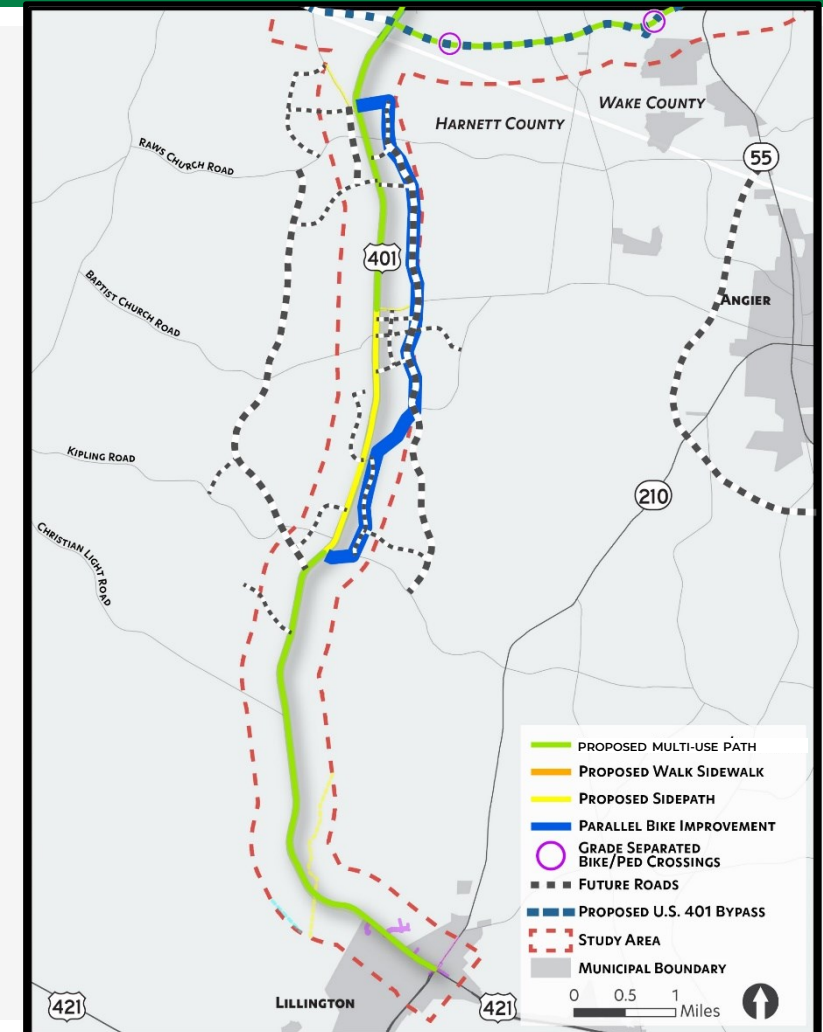 WAKE COUNTY
HARNETT COUNTY
RAWS CHURCH ROAD
55
401
BAPTIST CHURCH ROAD
ANGIER
KIPLING ROAD
210
CHRISTIAN LIGHT ROAD
PROPOSED MULTI-USE PATH
PROPOSED WALK SIDEWALK
PROPOSED SIDEPATH
PARALLEL BIKE IMPROVEMENT
GRADE SEPARATED
BIKE/PED CROSSINGS
FUTURE ROADS
PROPOSED U.S. 401 BYPASS
STUDY AREA
MUNICIPAL BOUNDARY
0 0.5 1
Miles
421
LILLINGTON
421